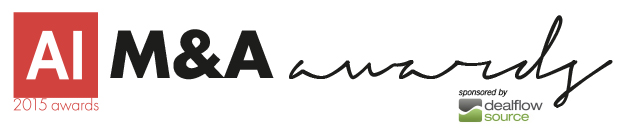 AI M&A awards
2015 awards
sponsored by
dealflow
source